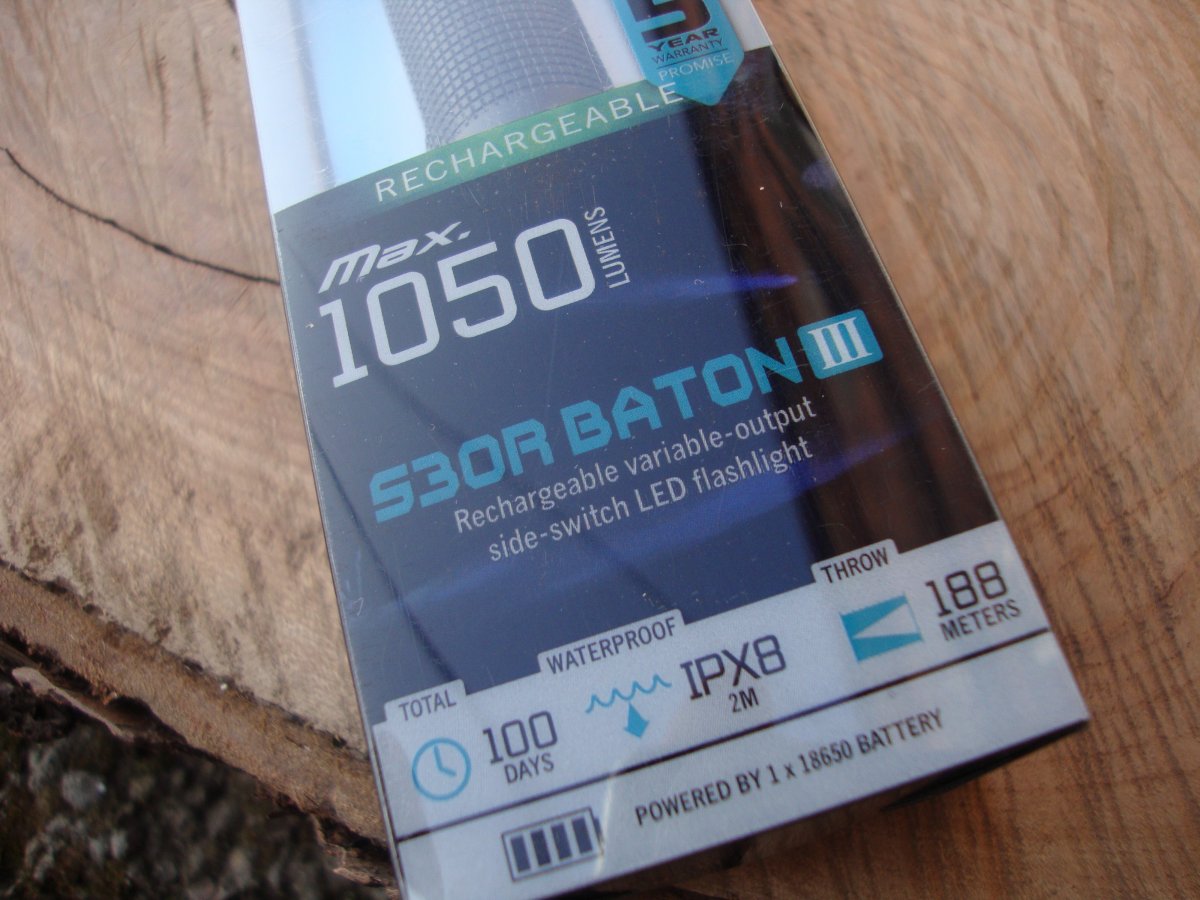 5
YEAR
WARRANTY
PROMISE
RECHARGEABLE
max.
1050
LUMENS
S30R BATON III
Rechargeable variable-output
side-switch LED flashlight
TOTAL
100
DAYS
WATERPROOF
IPX8
2M
THROW
188
METERS
POWERED BY 1 x 18650 BATTERY